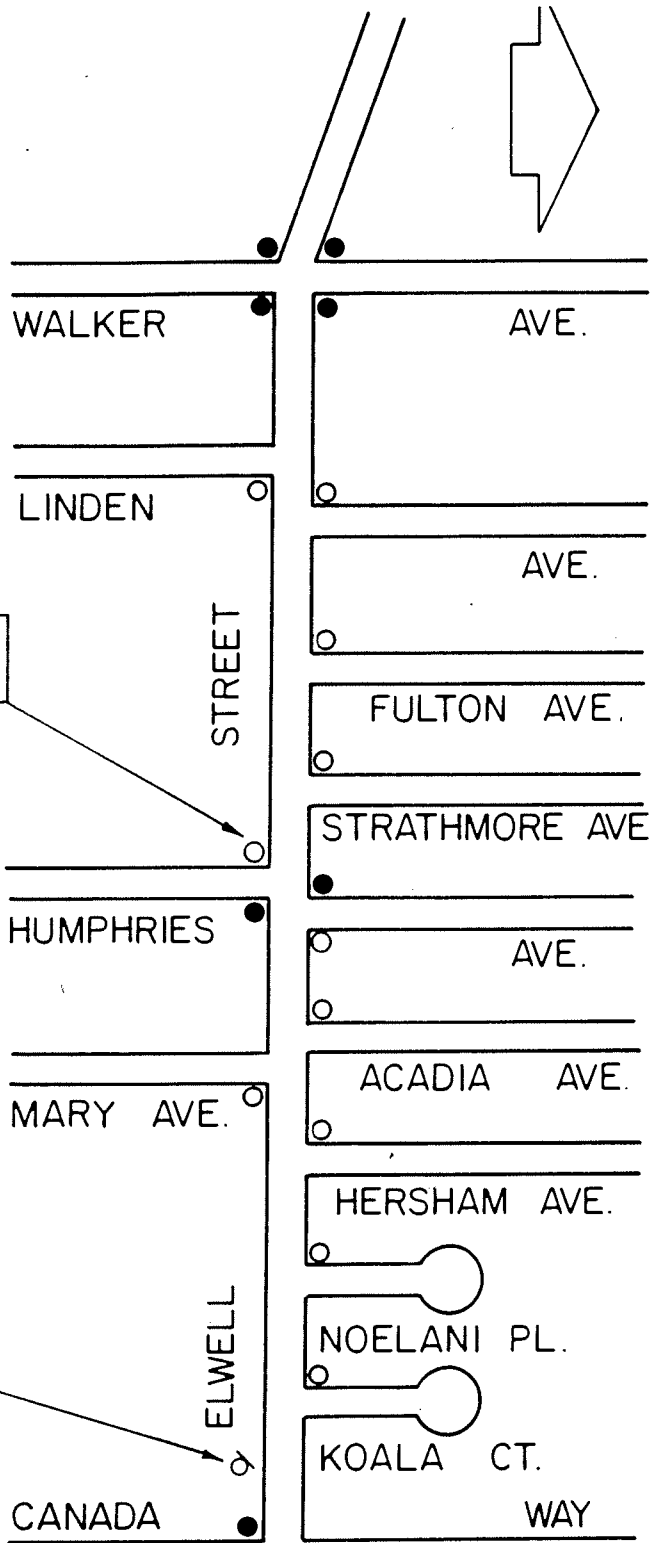 WALKER AVE.
LINDEN
AVE.
STREET
FULTON AVE.
STRATHMORE AVE
HUMPHRIES AVE.
ACADIA AVE.
MARY AVE.
HERSHAM AVE.
ELWELL
NOELANI PL.
KOALA CT.
CANADA WAY